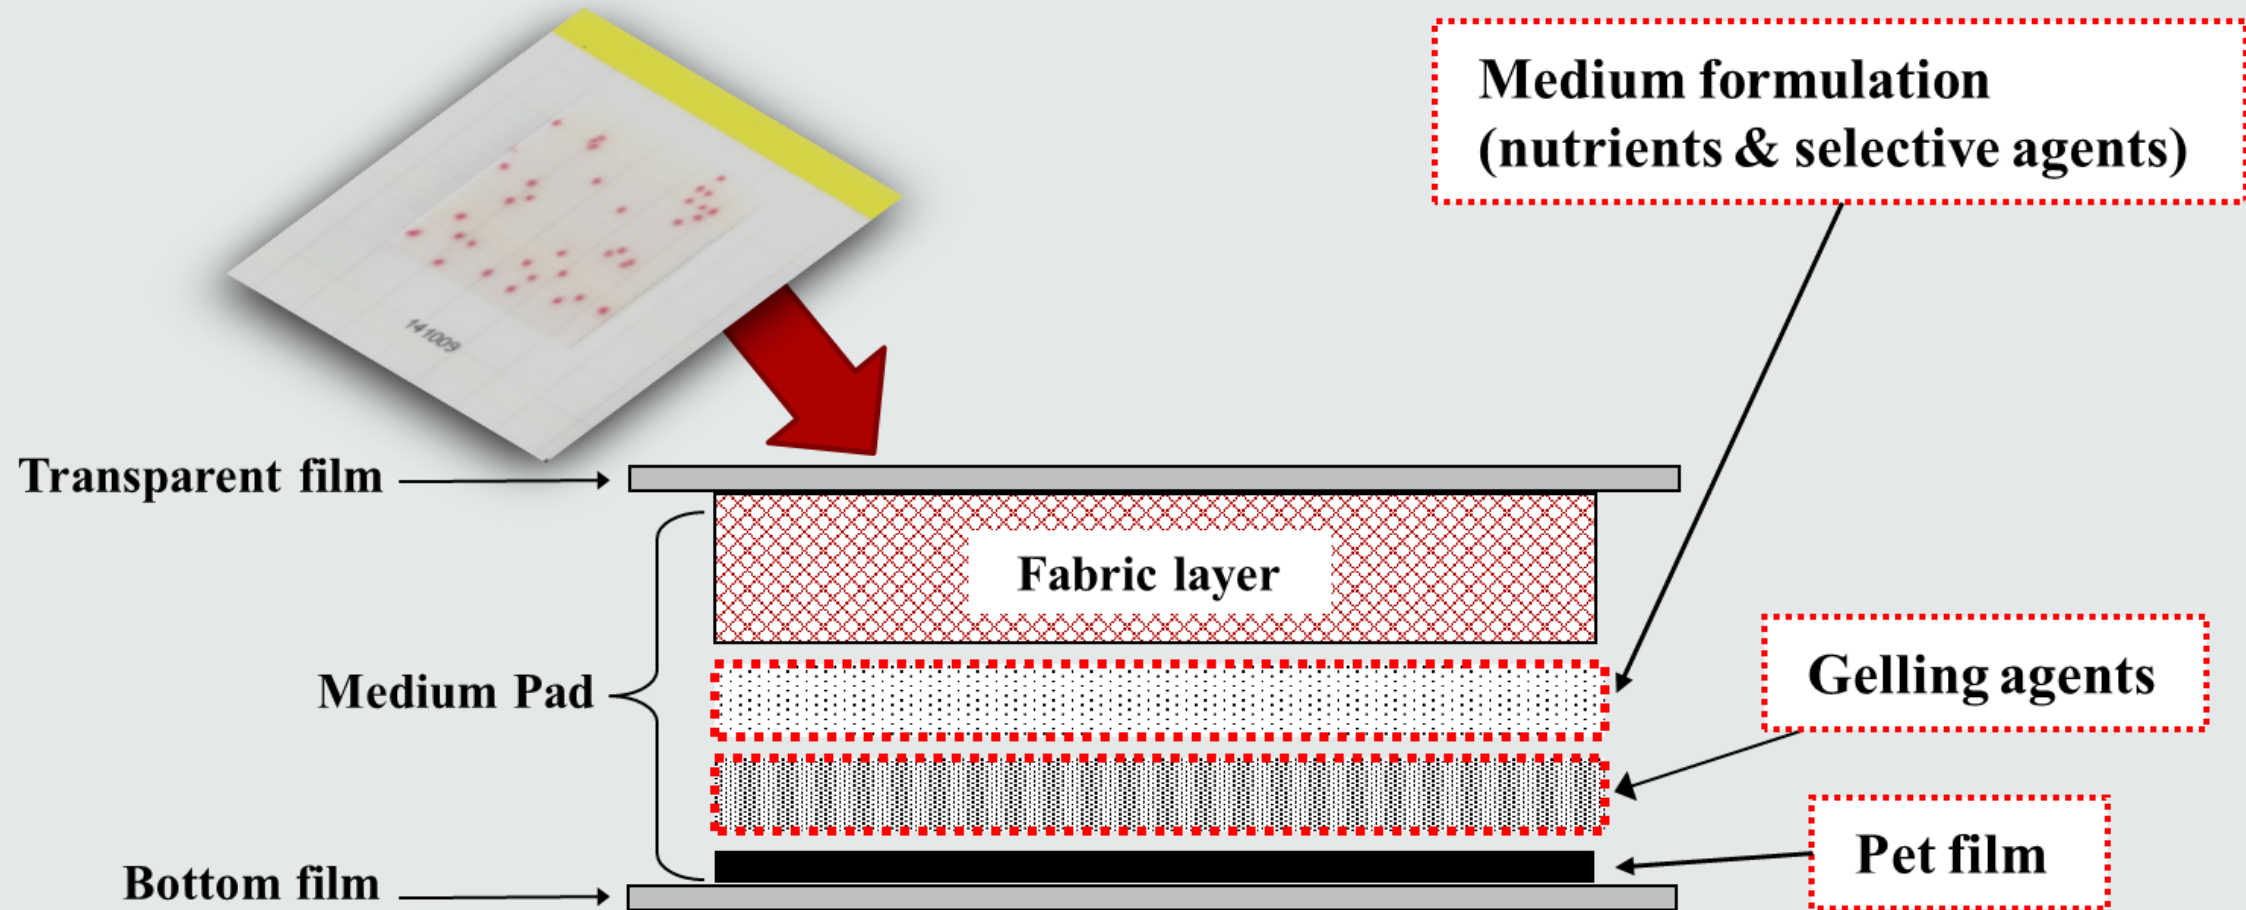 Medium formulation
(nutrients & selective agents)
141009
Transparent film
Fabric layer
Medium Pad
Gelling agents
Pet film
Bottom film